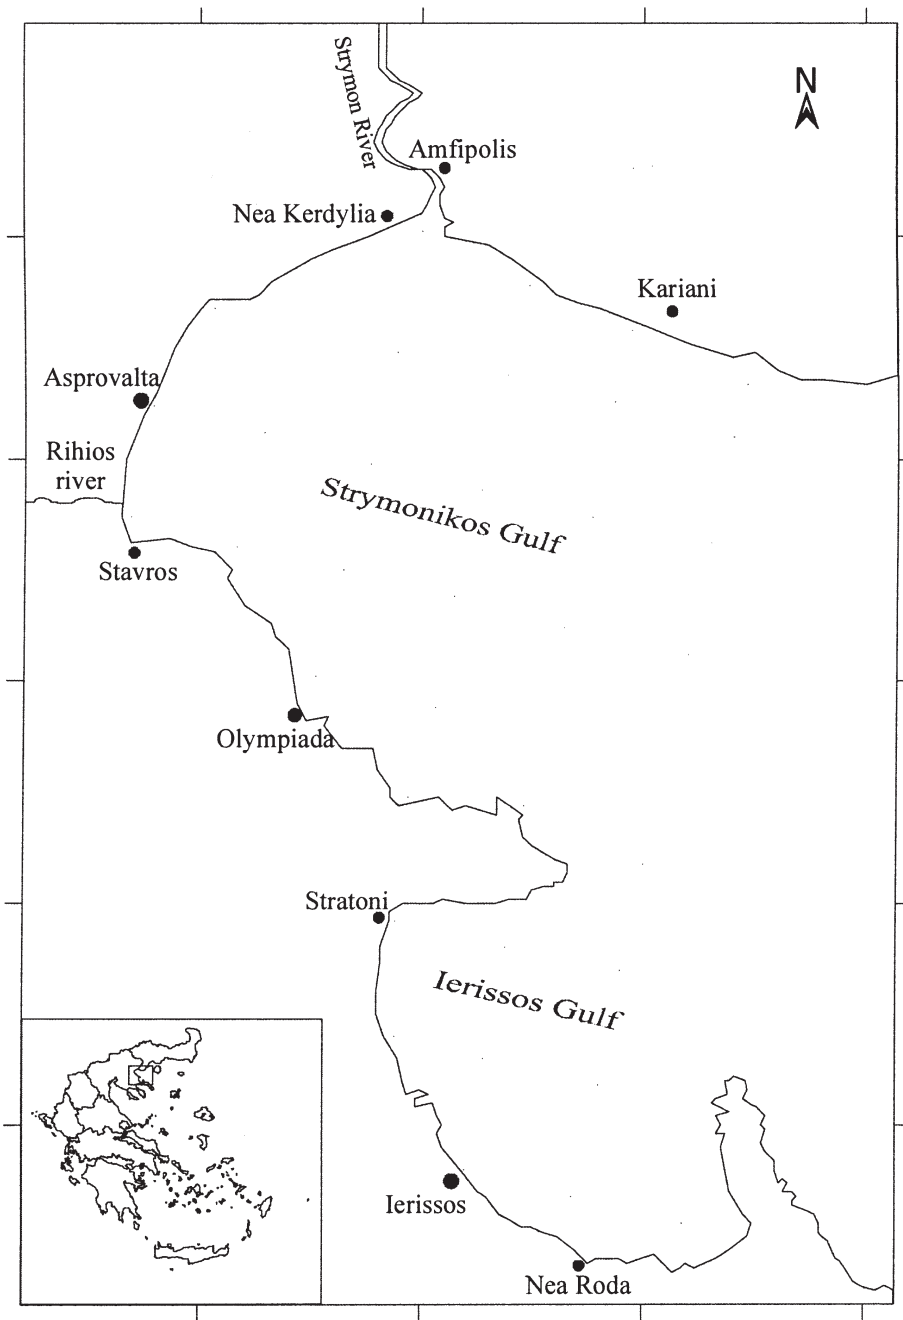 Strymon River
N
Amfipolis
Nea Kerdylia
Kariani
Asprovalta
Rihios
river
Strymonikos Gulf
Stavros
Olympiada
Stratoni
Ierissos Gulf
Ierissos
Nea Roda